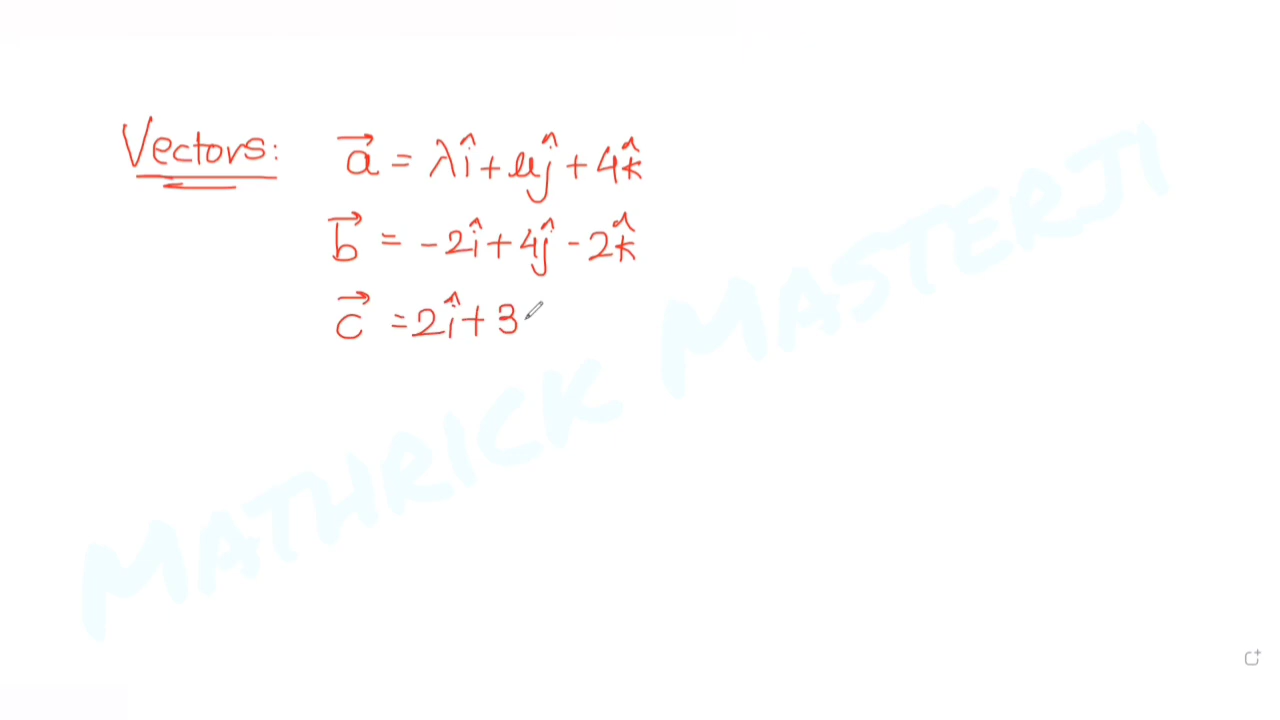 Vectors: a⃗ = λî + μĵ + 4k̂
b⃗ = -2î + 4ĵ - 2k̂
c⃗ = 2î + 3
MATHRICK MASTERJI